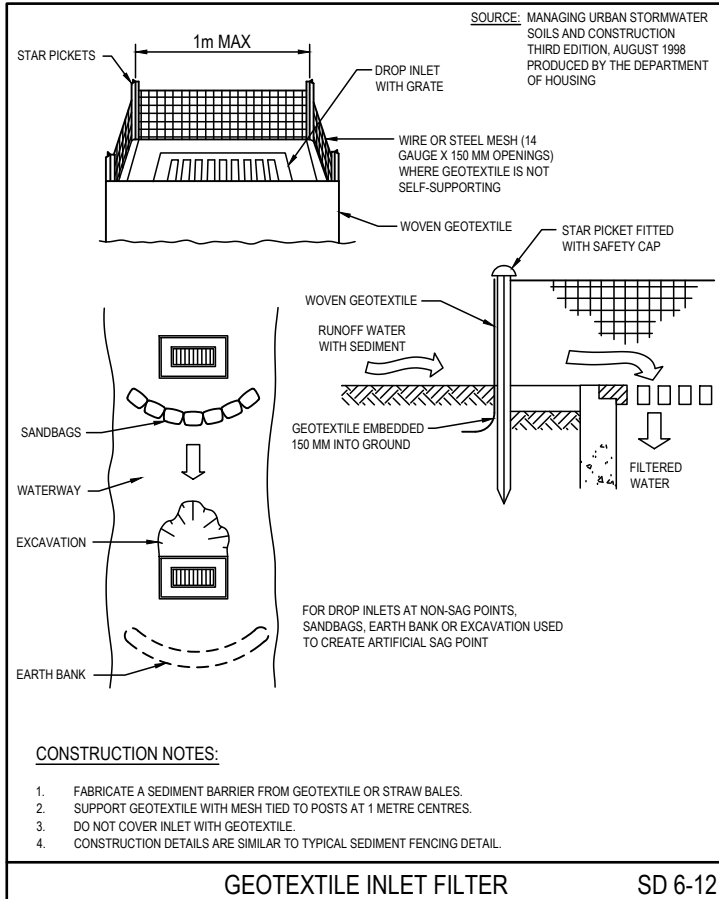 SOURCE: MANAGING URBAN STORMWATER
SOILS AND CONSTRUCTION
THIRD EDITION, AUGUST 1998
PRODUCED BY THE DEPARTMENT
OF HOUSING
1m MAX
STAR PICKETS
DROP INLET
WITH GRATE
WIRE OR STEEL MESH (14
GAUGE X 150 MM OPENINGS)
WHERE GEOTEXTILE IS NOT
SELF-SUPPORTING
WOVEN GEOTEXTILE
STAR PICKET FITTED
WITH SAFETY CAP
WOVEN GEOTEXTILE
RUNOFF WATER
WITH SEDIMENT
GEOTEXTILE EMBEDDED
150 MM INTO GROUND
FILTERED
WATER
SANDBAGS
WATERWAY
EXCAVATION
EARTH BANK
FOR DROP INLETS AT NON-SAG POINTS,
SANDBAGS, EARTH BANK OR EXCAVATION USED
TO CREATE ARTIFICIAL SAG POINT
CONSTRUCTION NOTES:
1. FABRICATE A SEDIMENT BARRIER FROM GEOTEXTILE OR STRAW BALES.
2. SUPPORT GEOTEXTILE WITH MESH TIED TO POSTS AT 1 METRE CENTRES.
3. DO NOT COVER INLET WITH GEOTEXTILE.
4. CONSTRUCTION DETAILS ARE SIMILAR TO TYPICAL SEDIMENT FENCING DETAIL.
GEOTEXTILE INLET FILTER SD 6-12